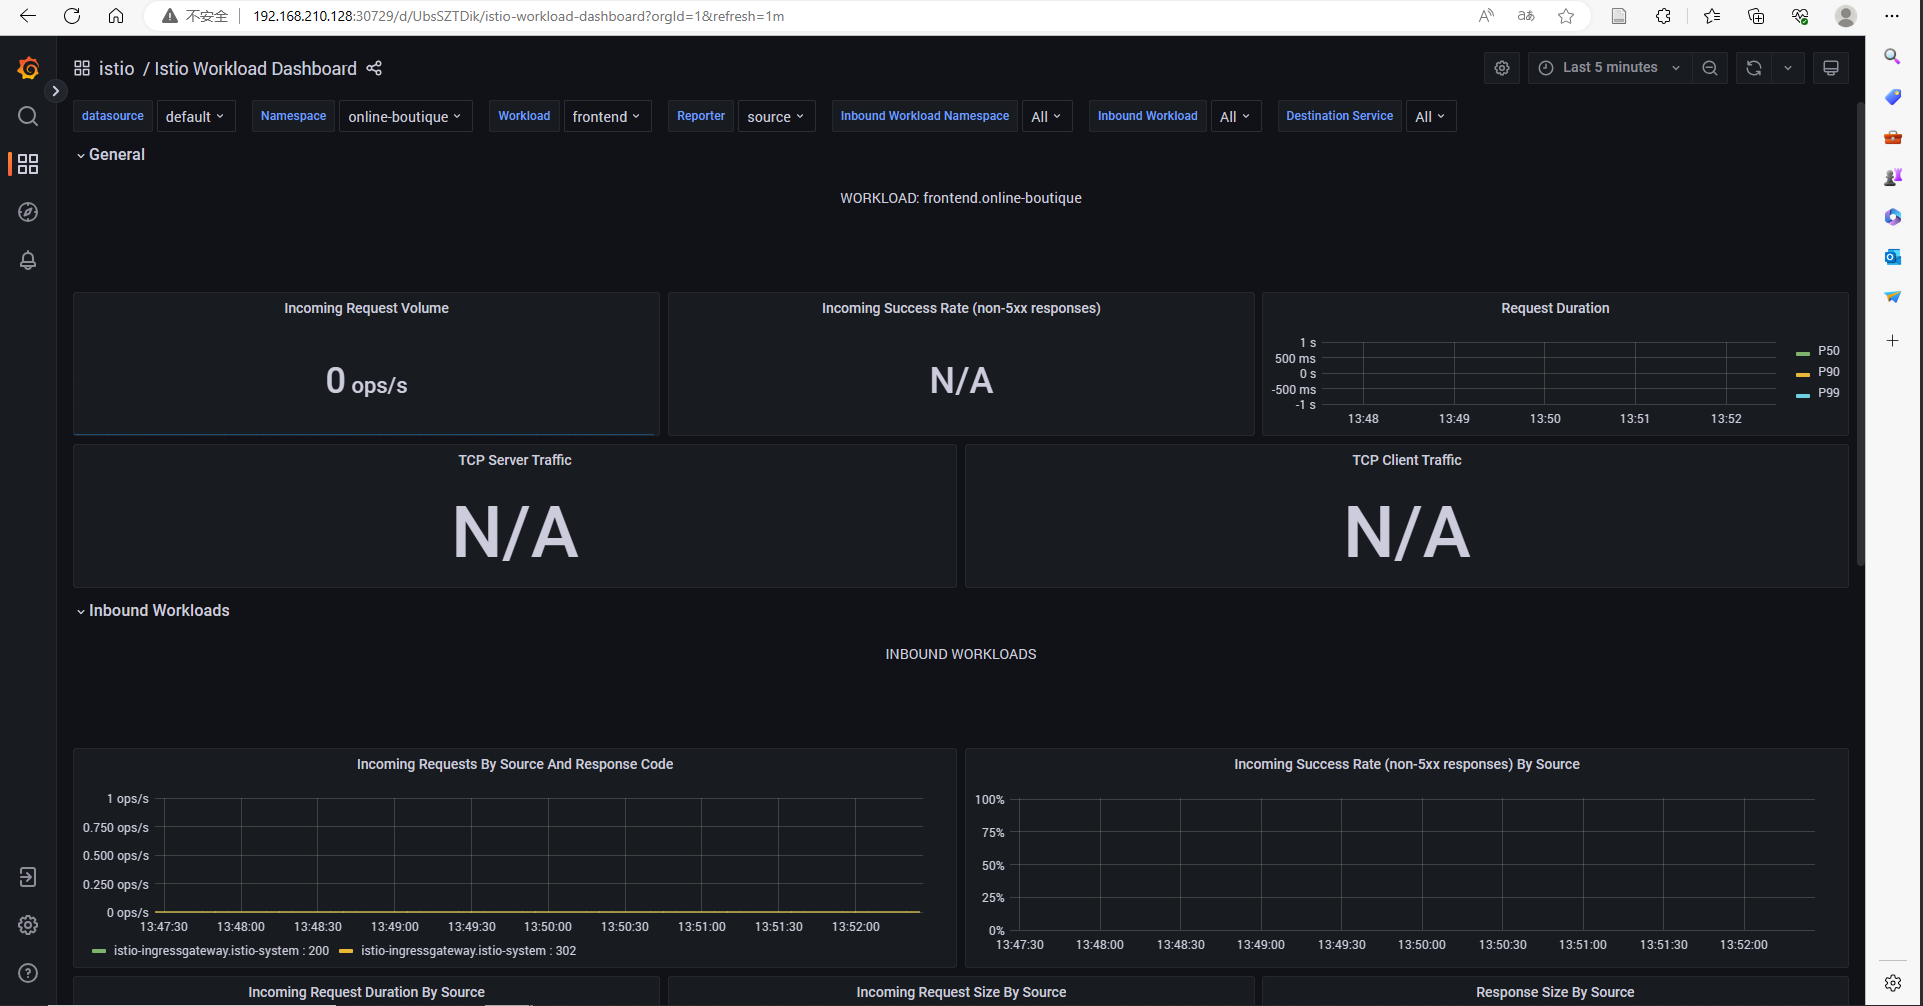 不安全 192.168.210.128:30729/d/UbsSZTDik/istio-workload-dashboard?orgId=1&refresh=1m
istio / Istio Workload Dashboard
Last 5 minutes
datasource default Namespace online-boutique Workload frontend Reporter source Inbound Workload Namespace All Inbound Workload All Destination Service All
General
WORKLOAD: frontend.online-boutique
Incoming Request Volume
0 ops/s
Incoming Success Rate (non-5xx responses)
N/A
Request Duration
1 s
500 ms
0 s
-500 ms
-1 s
13:48 13:49 13:50 13:51 13:52
P50
P90
P99
TCP Server Traffic
N/A
TCP Client Traffic
N/A
Inbound Workloads
INBOUND WORKLOADS
Incoming Requests By Source And Response Code
1 ops/s
0.750 ops/s
0.500 ops/s
0.250 ops/s
0 ops/s
13:47:30 13:48:00 13:48:30 13:49:00 13:49:30 13:50:00 13:50:30 13:51:00 13:51:30 13:52:00
istio-ingressgateway.istio-system : 200 istio-ingressgateway.istio-system : 302
Incoming Success Rate (non-5xx responses) By Source
100%
75%
50%
25%
0%
13:47:30 13:48:00 13:48:30 13:49:00 13:49:30 13:50:00 13:50:30 13:51:00 13:51:30 13:52:00
Incoming Request Duration By Source
Incoming Request Size By Source
Response Size By Source